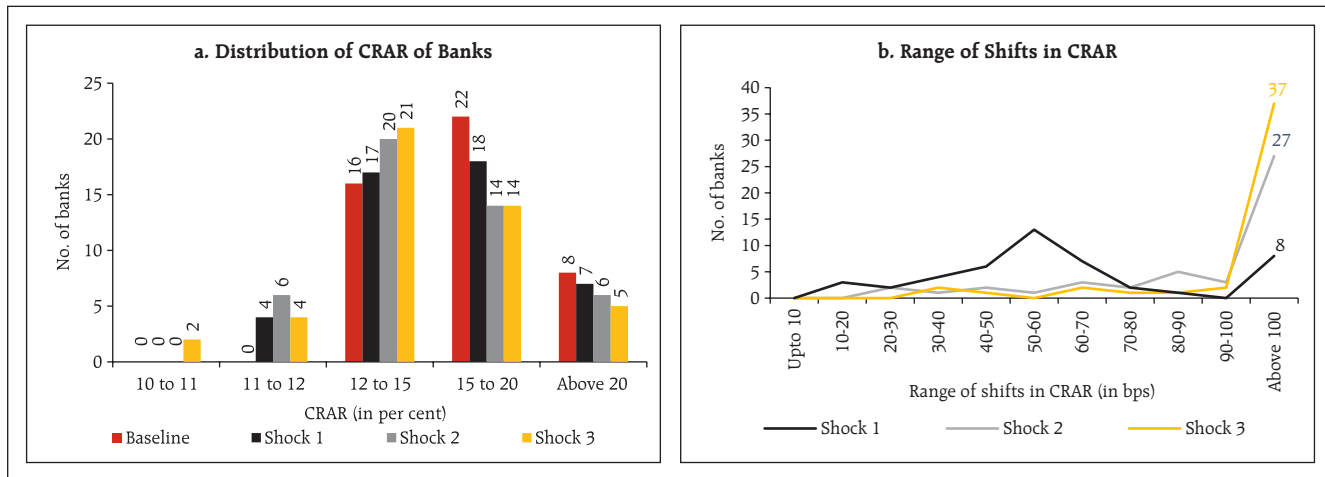 a. Distribution of CRAR of Banks
No. of banks
25
20
15
10
5
0
0 0 0 2
0 4 6 4
16 17 20 21
22 18 14 14
8 7 6 5
10 to 11 11 to 12 12 to 15 15 to 20 Above 20
CRAR (in per cent)
Baseline Shock 1 Shock 2 Shock 3
b. Range of Shifts in CRAR
No. of banks
40
35
30
25
20
15
10
5
0
37
27
8
Upto 10 10-20 20-30 30-40 40-50 50-60 60-70 70-80 80-90 90-100 Above 100
Range of shifts in CRAR (in bps)
Shock 1 Shock 2 Shock 3